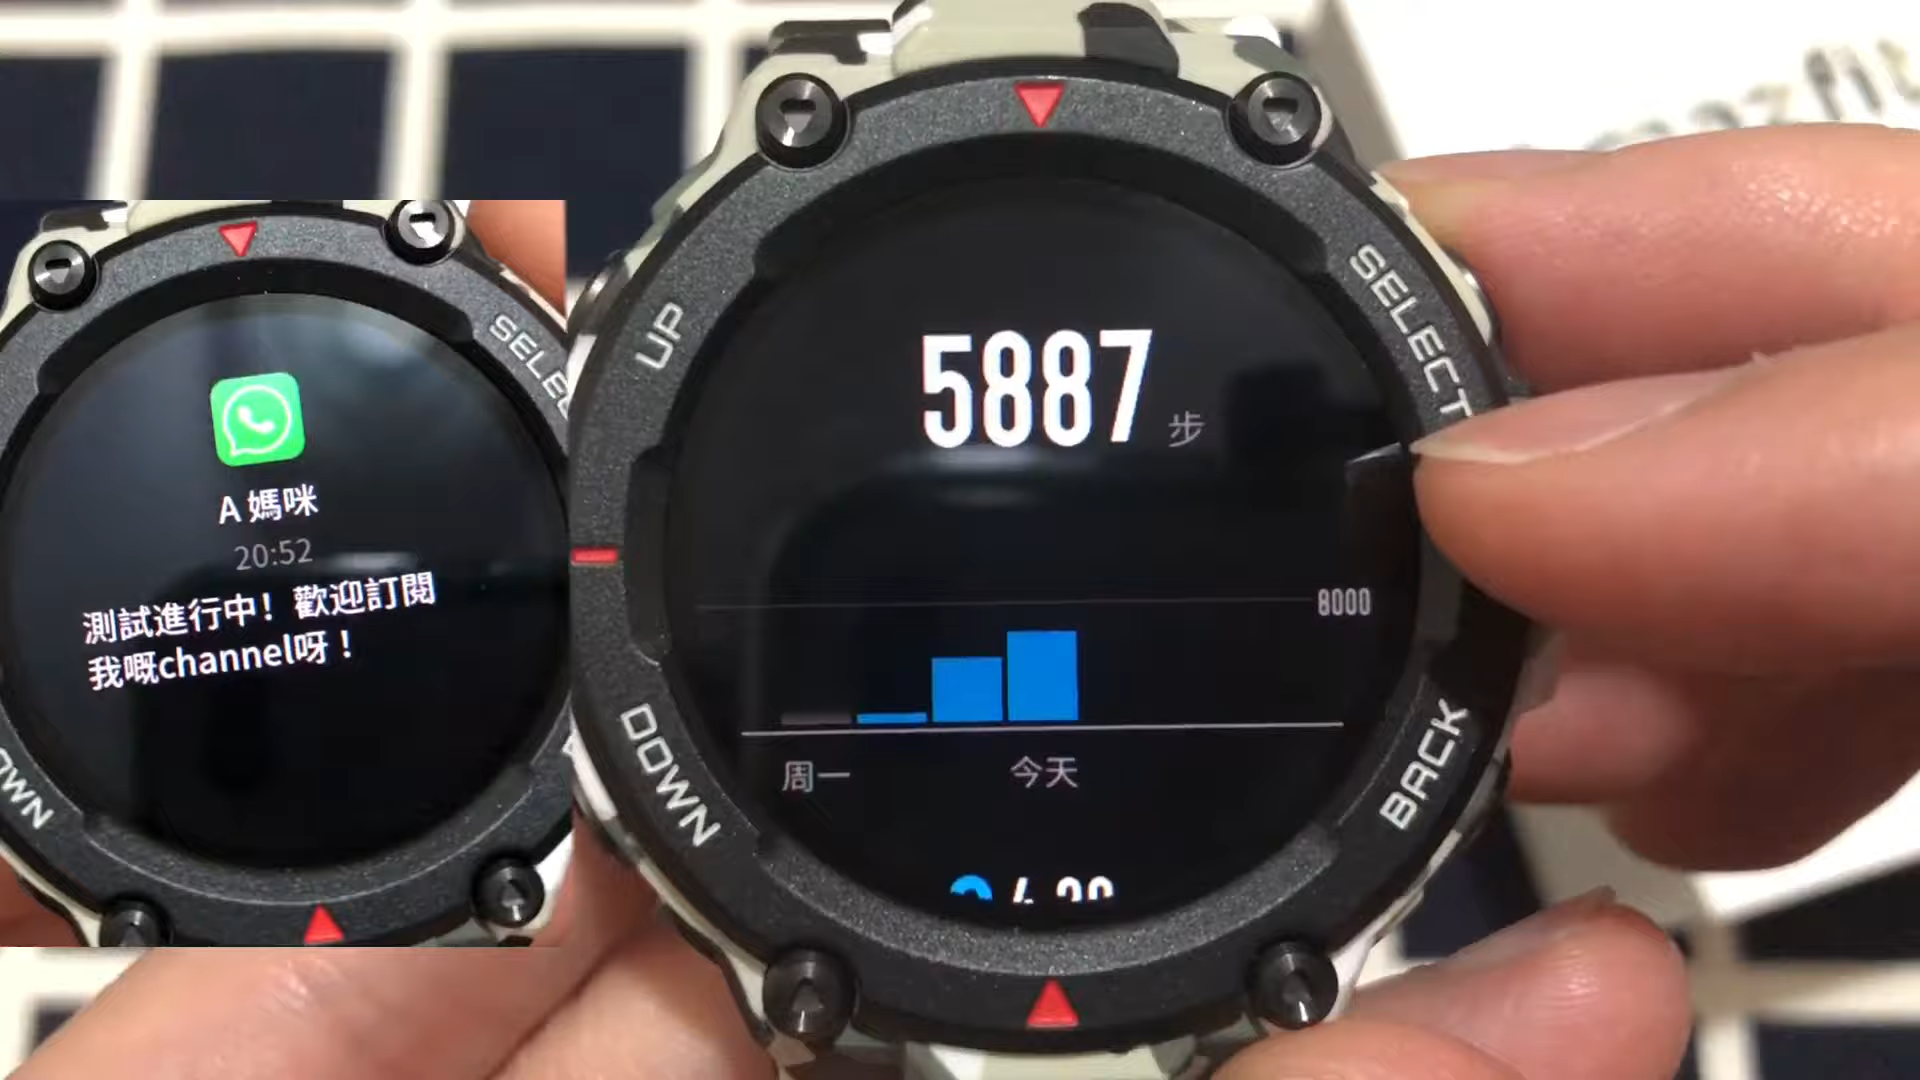 A 媽咪
20:52
測試進行中！歡迎訂閱
我嘅channel呀！
UP
SELECT
DOWN
BACK
5887 步
8000
周一
今天